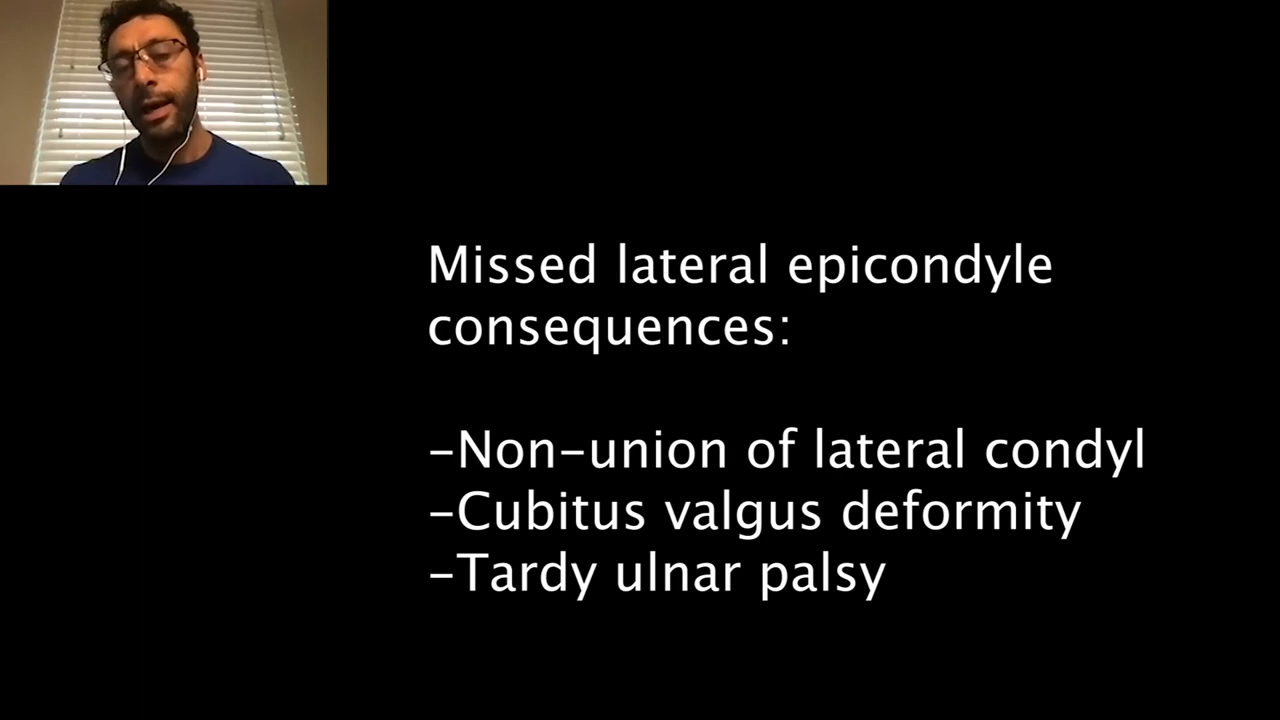 Missed lateral epicondyle
consequences:
-Non-union of lateral condyl
-Cubitus valgus deformity
-Tardy ulnar palsy